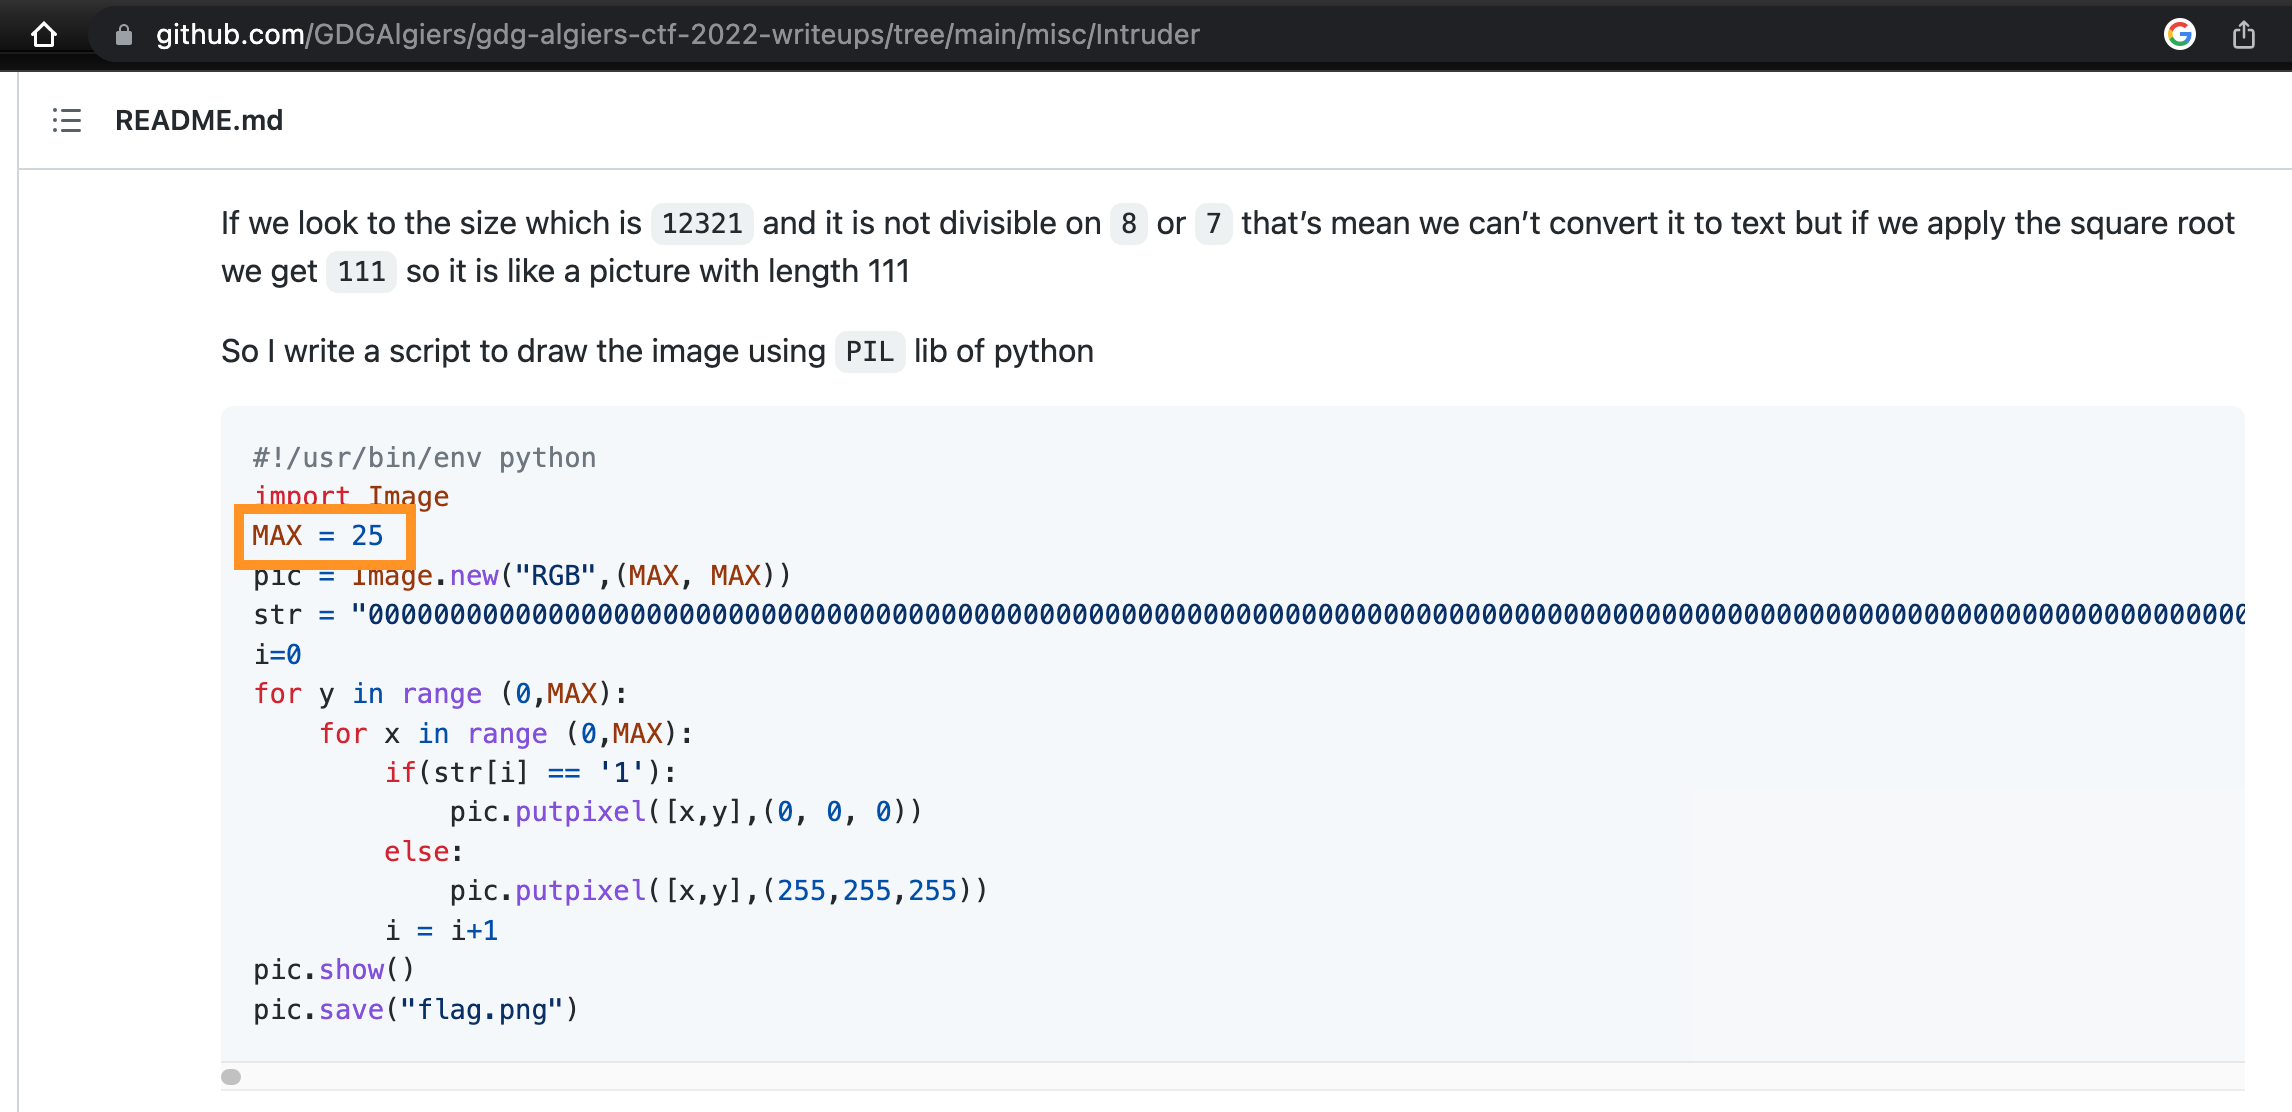 github.com/GDGAlgiers/gdg-algiers-ctf-2022-writeups/tree/main/misc/Intruder
README.md
If we look to the size which is 12321 and it is not divisible on 8 or 7 that’s mean we can’t convert it to text but if we apply the square root
we get 111 so it is like a picture with length 111
So I write a script to draw the image using PIL lib of python
#!/usr/bin/env python
import Image
MAX = 25
pic = Image.new("RGB",(MAX, MAX))
str = "0000000000000000000000000000000000000000000000000000000000000000000000000000000000000000000000000000000000000000000
i=0
for y in range (0,MAX):
    for x in range (0,MAX):
        if(str[i] == '1'):
            pic.putpixel([x,y],(0, 0, 0))
        else:
            pic.putpixel([x,y],(255,255,255))
        i = i+1
pic.show()
pic.save("flag.png")